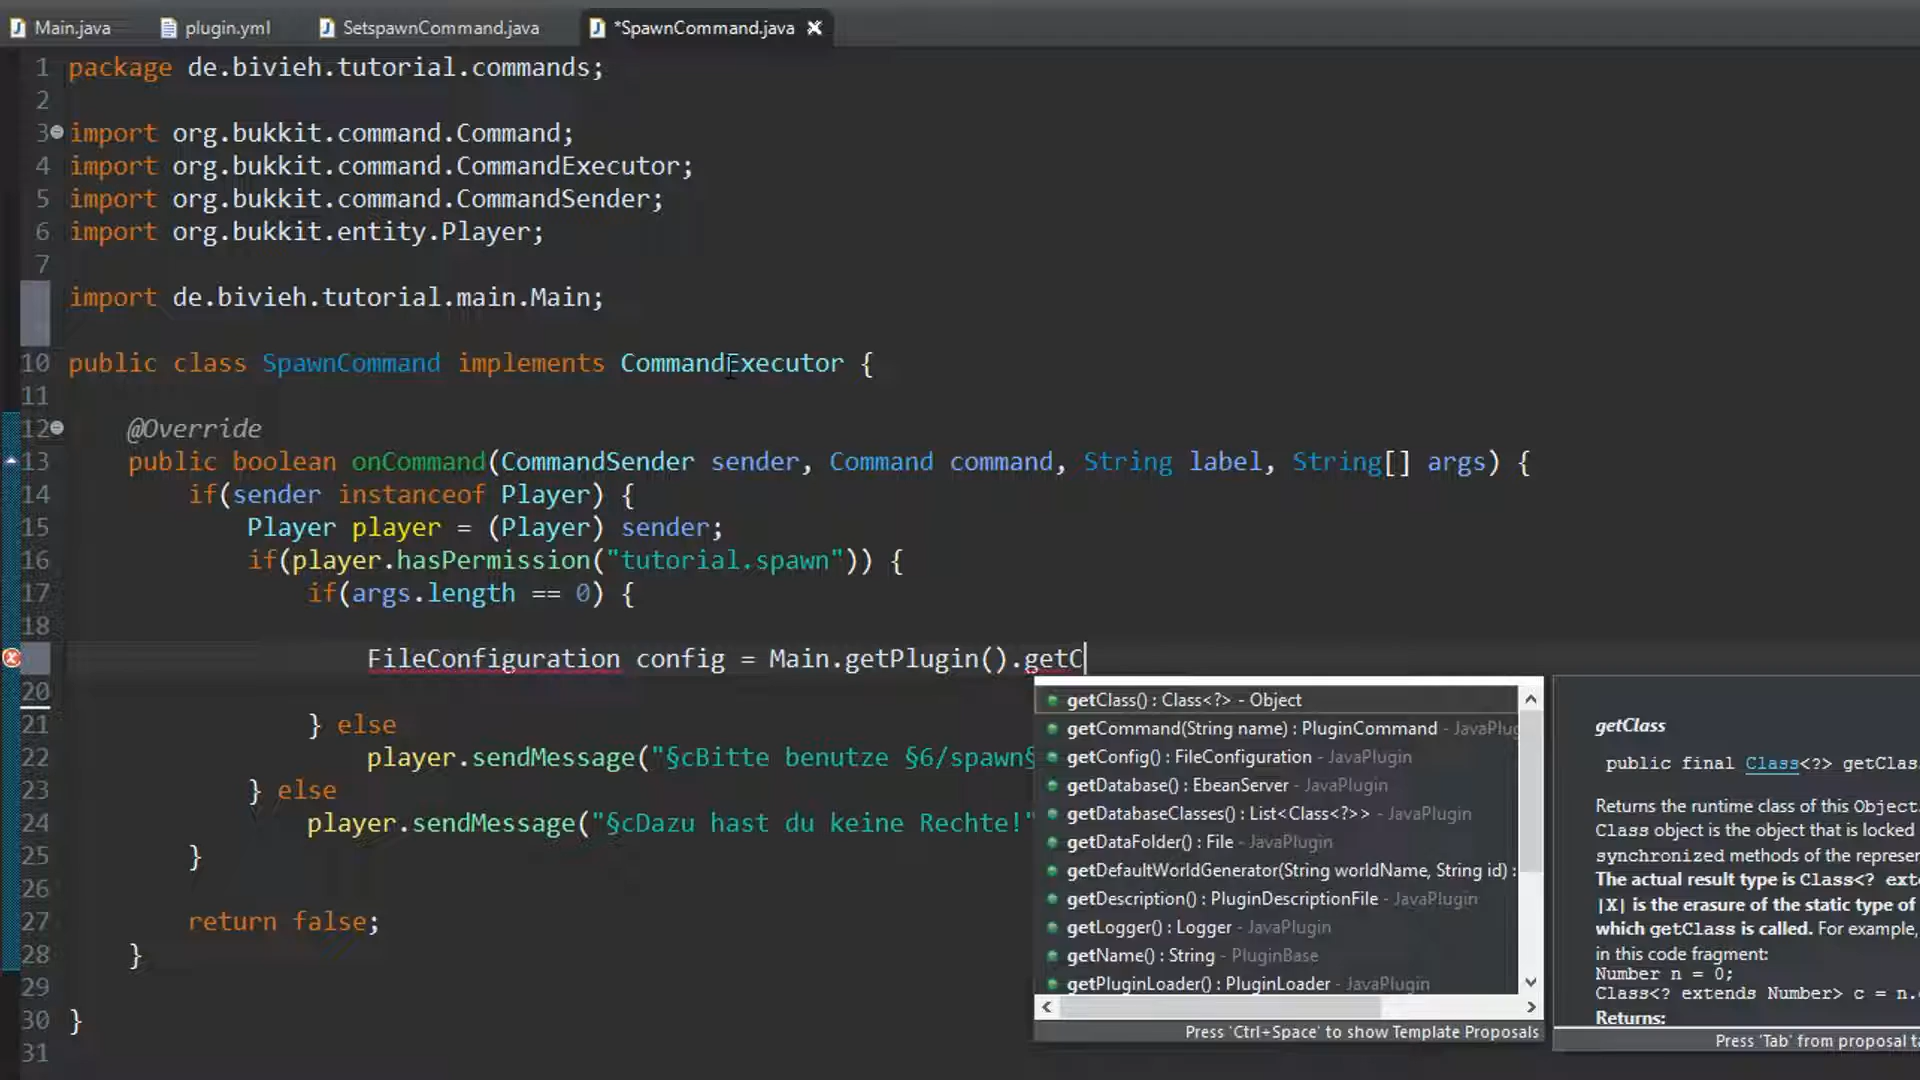 Main.java plugin.yml SetspawnCommand.java *SpawnCommand.java
1 package de.bivieh.tutorial.commands;
2
3 import org.bukkit.command.Command;
4 import org.bukkit.command.CommandExecutor;
5 import org.bukkit.command.CommandSender;
6 import org.bukkit.entity.Player;
7
import de.bivieh.tutorial.main.Main;
10 public class SpawnCommand implements CommandExecutor {
11
12 @Override
13 public boolean onCommand(CommandSender sender, Command command, String label, String[] args) {
14 if(sender instanceof Player) {
15 Player player = (Player) sender;
16 if(player.hasPermission("tutorial.spawn")) {
17 if(args.length == 0) {
18
FileConfiguration config = Main.getPlugin().getC
20
21 } else
22 player.sendMessage("§cBitte benutze §6/spawn§
23 } else
24 player.sendMessage("§cDazu hast du keine Rechte!"
25 }
26
27 return false;
28 }
29
30 }
31
getClass() : Class<?> - Object
getCommand(String name) : PluginCommand - JavaPlug
getConfig() : FileConfiguration - JavaPlugin
getDatabase() : EbeanServer - JavaPlugin
getDatabaseClasses() : List<Class<?>> - JavaPlugin
getDataFolder() : File - JavaPlugin
getDefaultWorldGenerator(String worldName, String id) :
getDescription() : PluginDescriptionFile - JavaPlugin
getLogger() : Logger - JavaPlugin
getName() : String - PluginBase
getPluginLoader() : PluginLoader - JavaPlugin
Press 'Ctrl+Space' to show Template Proposals
getClass
public final Class<?> getClas
Returns the runtime class of this Object.
Class object is the object that is locked
synchronized methods of the represe
The actual result type is Class<? ext
|X| is the erasure of the static type of
which getClass is called. For example,
in this code fragment:
Number n = 0;
Class<? extends Number> c = n.
Returns:
Press 'Tab' from proposal ta